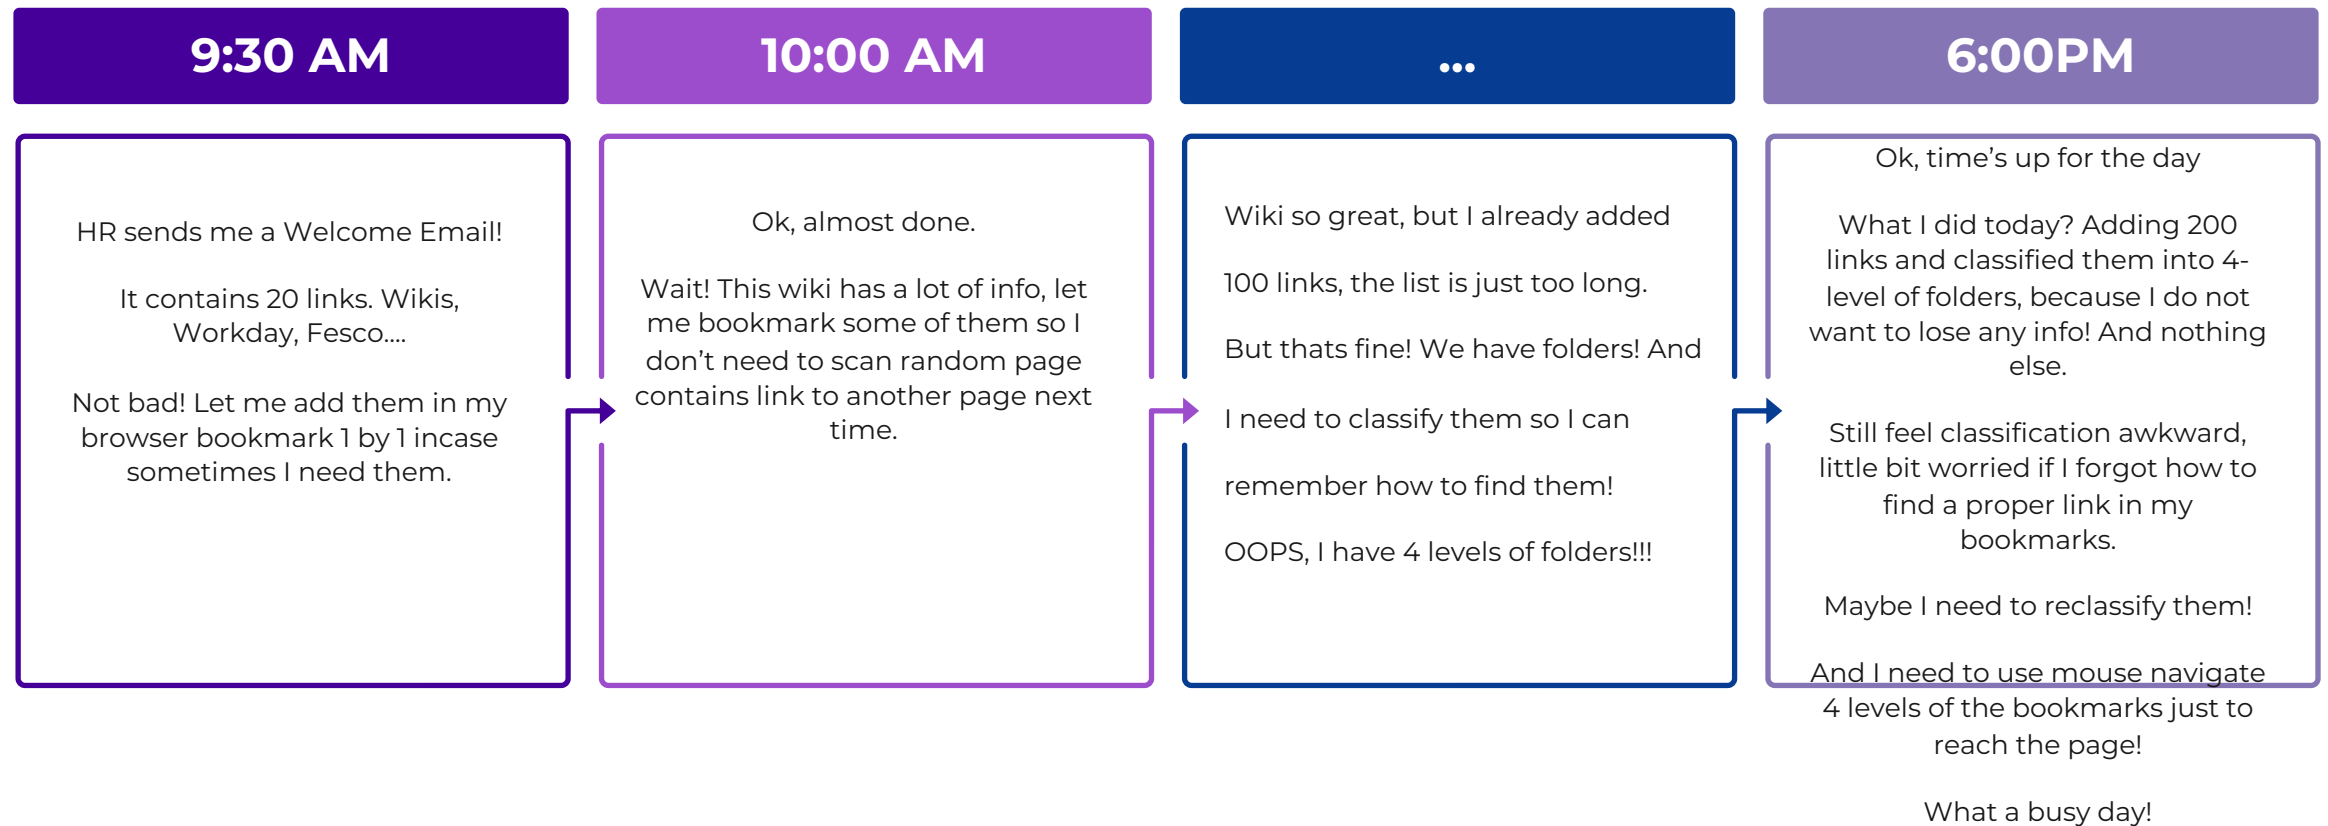 9:30 AM
HR sends me a Welcome Email!
It contains 20 links. Wikis,
Workday, Fesco....
Not bad! Let me add them in my
browser bookmark 1 by 1 incase
sometimes I need them.
10:00 AM
Ok, almost done.
Wait! This wiki has a lot of info, let
me bookmark some of them so I
don’t need to scan random page
contains link to another page next
time.
...
Wiki so great, but I already added
100 links, the list is just too long.
But thats fine! We have folders! And
I need to classify them so I can
remember how to find them!
OOPS, I have 4 levels of folders!!!
6:00PM
Ok, time’s up for the day
What I did today? Adding 200
links and classified them into 4-
level of folders, because I do not
want to lose any info! And nothing
else.
Still feel classification awkward,
little bit worried if I forgot how to
find a proper link in my
bookmarks.
Maybe I need to reclassify them!
And I need to use mouse navigate
4 levels of the bookmarks just to
reach the page!
What a busy day!